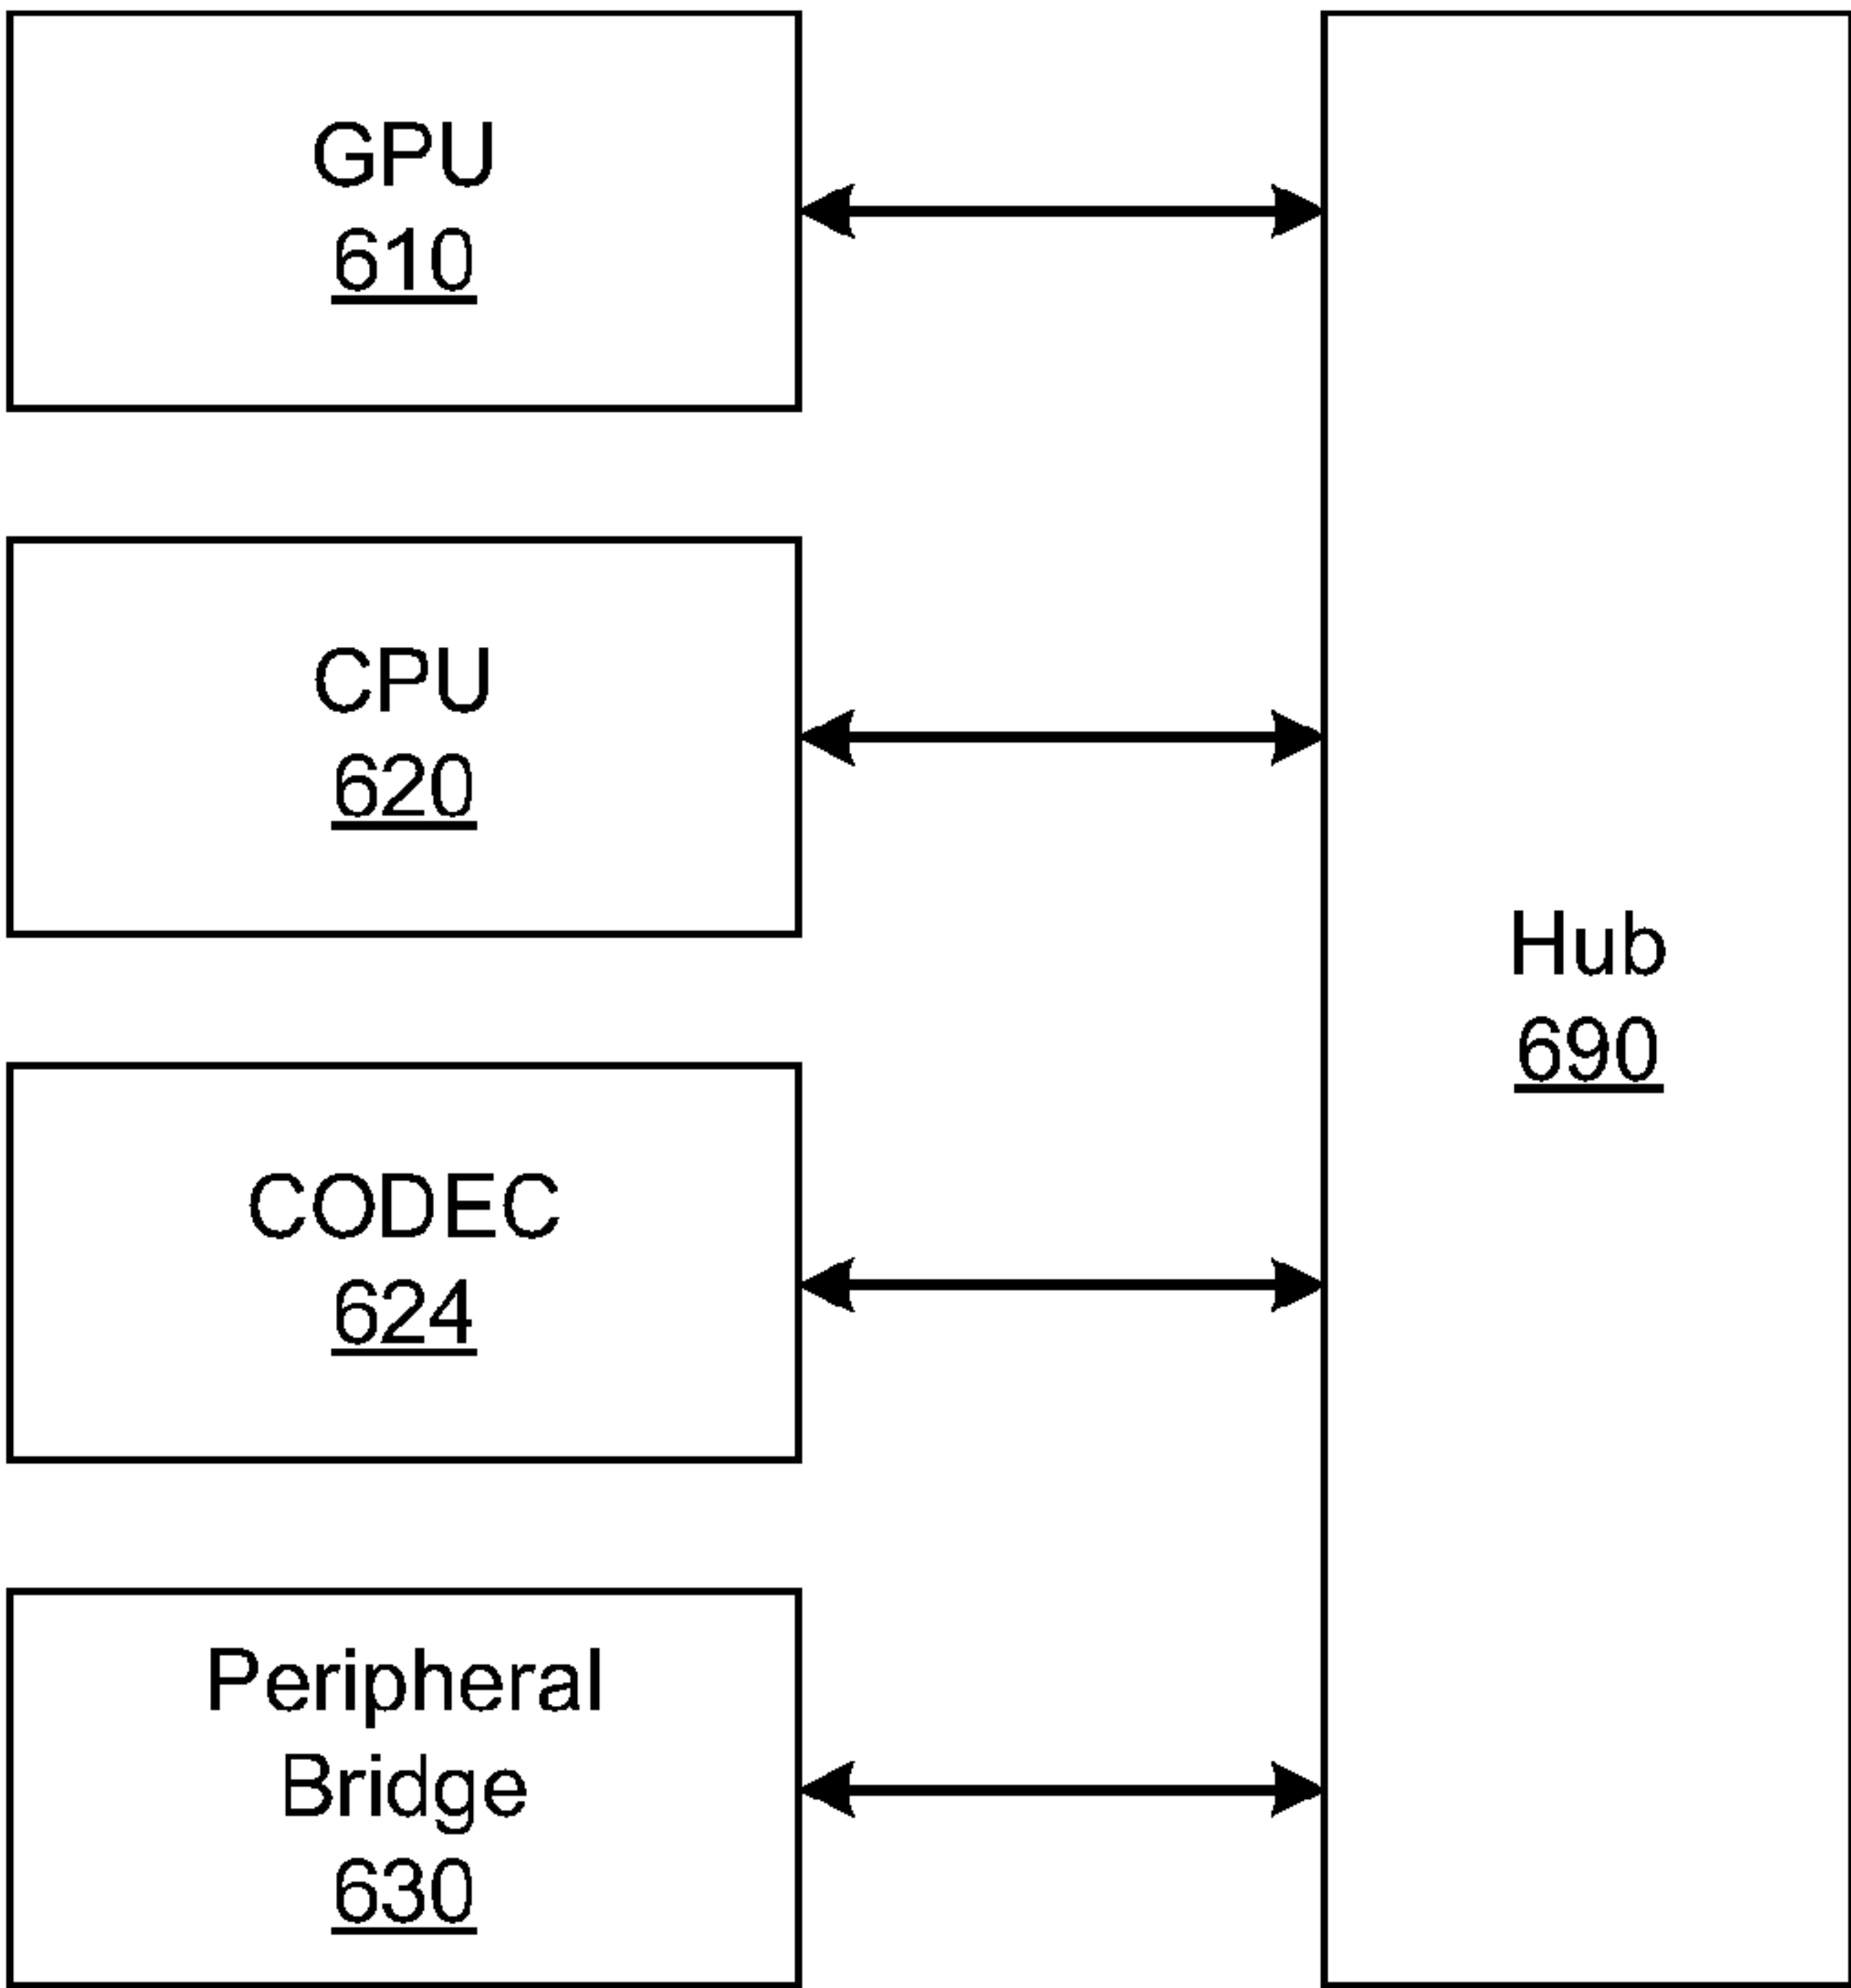 GPU
610
CPU
620
Hub
690
CODEC
624
Peripheral
Bridge
630